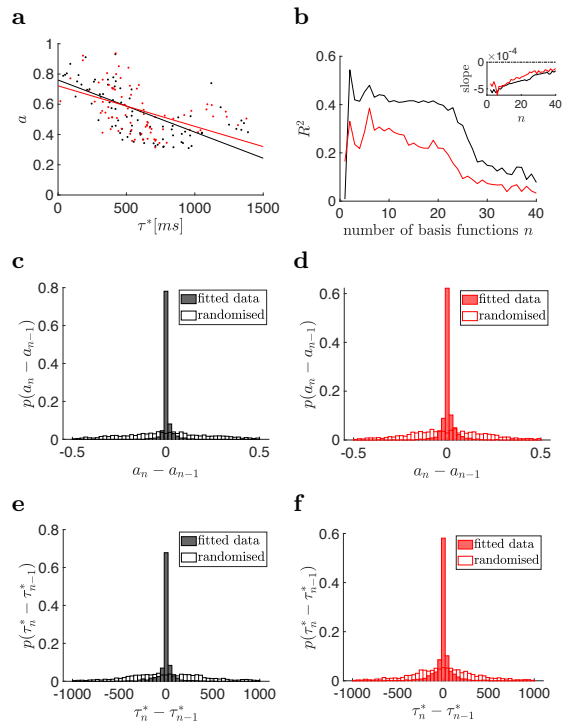 a
1
0.8
0.6
0.4
0.2
0
a
0 500 1000 1500
τ*[ms]
b
0.6
0.4
0.2
0
R²
0 10 20 30 40
number of basis functions n
×10⁻⁴
0
-5
slope
0 20 40
n
c
0.8
0.6
0.4
0.2
0
p(aₙ − aₙ₋₁)
fitted data
randomised
-0.5 0 0.5
aₙ − aₙ₋₁
d
0.6
0.4
0.2
0
p(aₙ − aₙ₋₁)
fitted data
randomised
-0.5 0 0.5
aₙ − aₙ₋₁
e
0.8
0.6
0.4
0.2
0
p(τ*ₙ − τ*ₙ₋₁)
fitted data
randomised
-1000 0 1000
τ*ₙ − τ*ₙ₋₁
f
0.6
0.4
0.2
0
p(τ*ₙ − τ*ₙ₋₁)
fitted data
randomised
-1000 0 1000
τ*ₙ − τ*ₙ₋₁